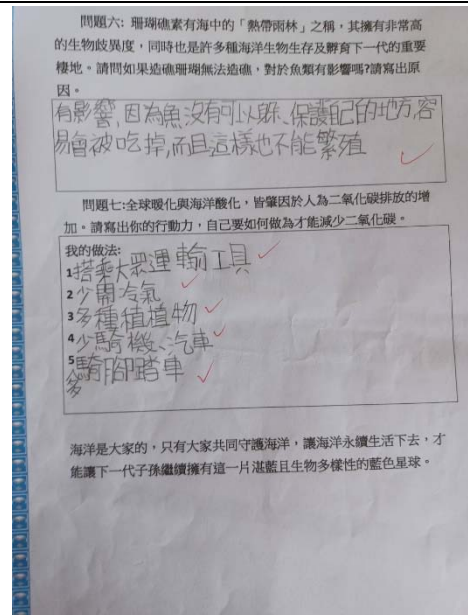 問題六: 珊瑚礁素有海中的「熱帶雨林」之稱，其擁有非常高
的生物歧異度，同時也是許多種海洋生物生存及孵育下一代的重要
棲地。請問如果造礁珊瑚無法造礁，對於魚類有影響嗎?請寫出原
因。
有影響,因為魚沒有可以躲、保護自己的地方,容
易會被吃掉,而且這樣也不能繁殖
問題七:全球暖化與海洋酸化，皆肇因於人為二氧化碳排放的增
加。請寫出你的行動力，自己要如何做為才能減少二氧化碳。
我的做法:
1搭乘大眾運輸工具
2少開冷氣
3多種植植物
4少騎機、汽車
5多騎腳踏車
海洋是大家的，只有大家共同守護海洋，讓海洋永續生活下去，才
能讓下一代子孫繼續擁有這一片湛藍且生物多樣性的藍色星球。